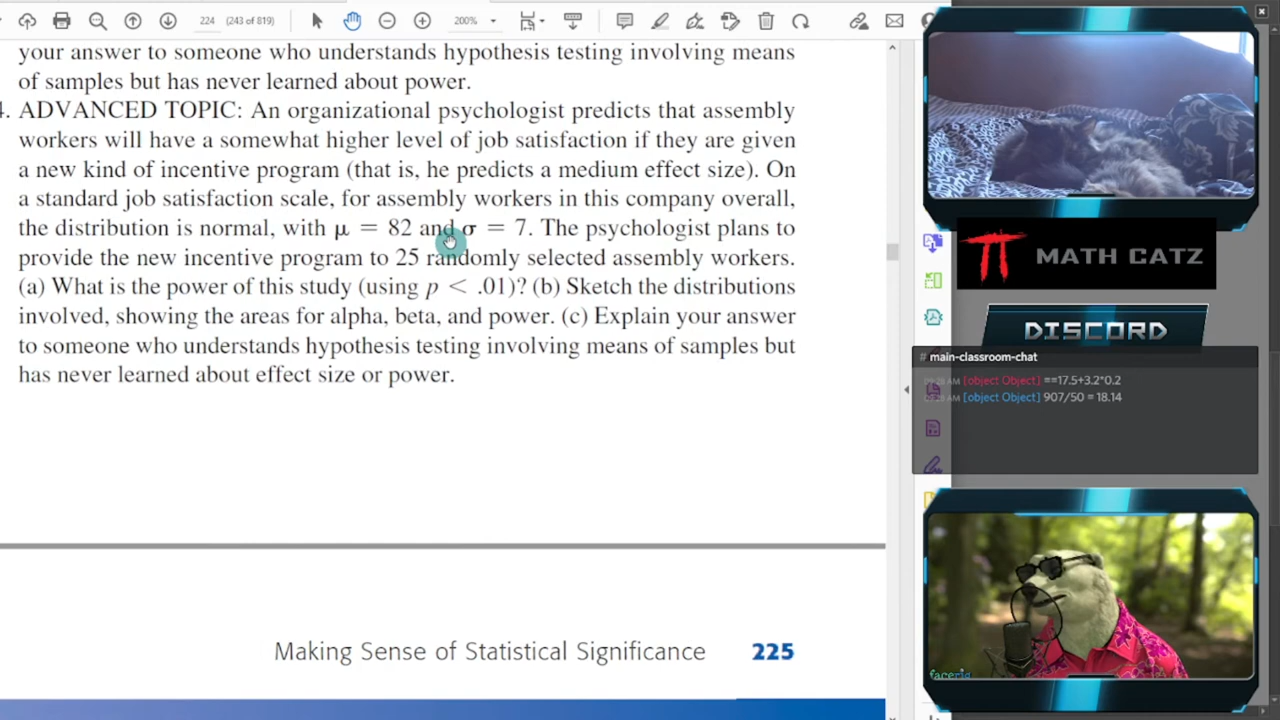 224 (243 of 819) 200%
your answer to someone who understands hypothesis testing involving means
of samples but has never learned about power.
4. ADVANCED TOPIC: An organizational psychologist predicts that assembly
workers will have a somewhat higher level of job satisfaction if they are given
a new kind of incentive program (that is, he predicts a medium effect size). On
a standard job satisfaction scale, for assembly workers in this company overall,
the distribution is normal, with μ = 82 and σ = 7. The psychologist plans to
provide the new incentive program to 25 randomly selected assembly workers.
(a) What is the power of this study (using p < .01)? (b) Sketch the distributions
involved, showing the areas for alpha, beta, and power. (c) Explain your answer
to someone who understands hypothesis testing involving means of samples but
has never learned about effect size or power.
Making Sense of Statistical Significance 225
MATH CATZ
DISCORD
# main-classroom-chat
AM [object Object] ==17.5+3.2*0.2
AM [object Object] 907/50 = 18.14
facerig